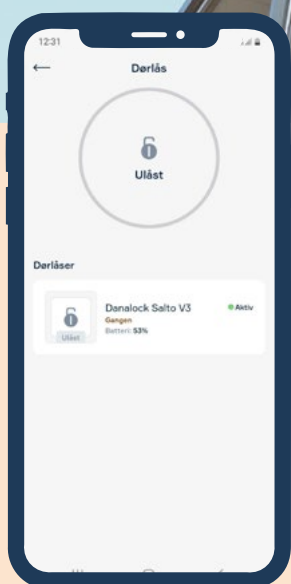 12:31
Dørlås
Ulåst
Dørlåser
Danalock Salto V3
Aktiv
Gangen
Batteri: 53%
Ulåst